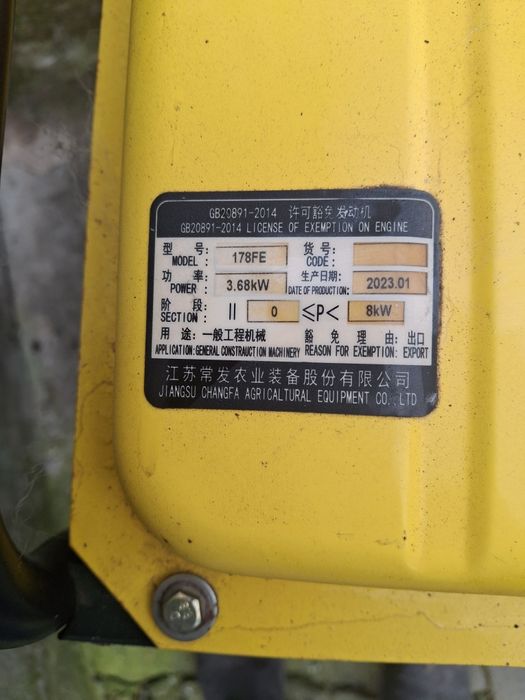 GB20891-2014 许可豁免发动机
GB20891-2014 LICENSE OF EXEMPTION ON ENGINE
型 号: 178FE 货 号:
MODEL : CODE :
功 率: 3.68kW 生产日期: 2023.01
POWER : DATE OF PRODUCTION:
阶 段: II 0 ≤P< 8kW
SECTION :
用 途: 一般工程机械 豁 免 理 由: 出口
APPLICATION: GENERAL CONSTRAUCTION MACHINERY REASON FOR EXEMPTION: EXPORT
江苏常发农业装备股份有限公司
JIANGSU CHANGFA AGRICALTURAL EQUIPMENT CO.,LTD